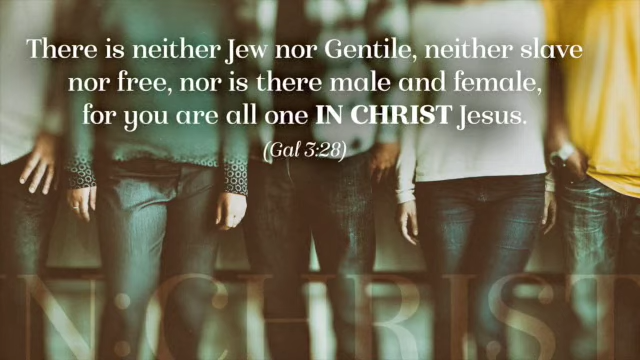 There is neither Jew nor Gentile, neither slave
nor free, nor is there male and female,
for you are all one IN CHRIST Jesus.
(Gal 3:28)
IN:CHRIST